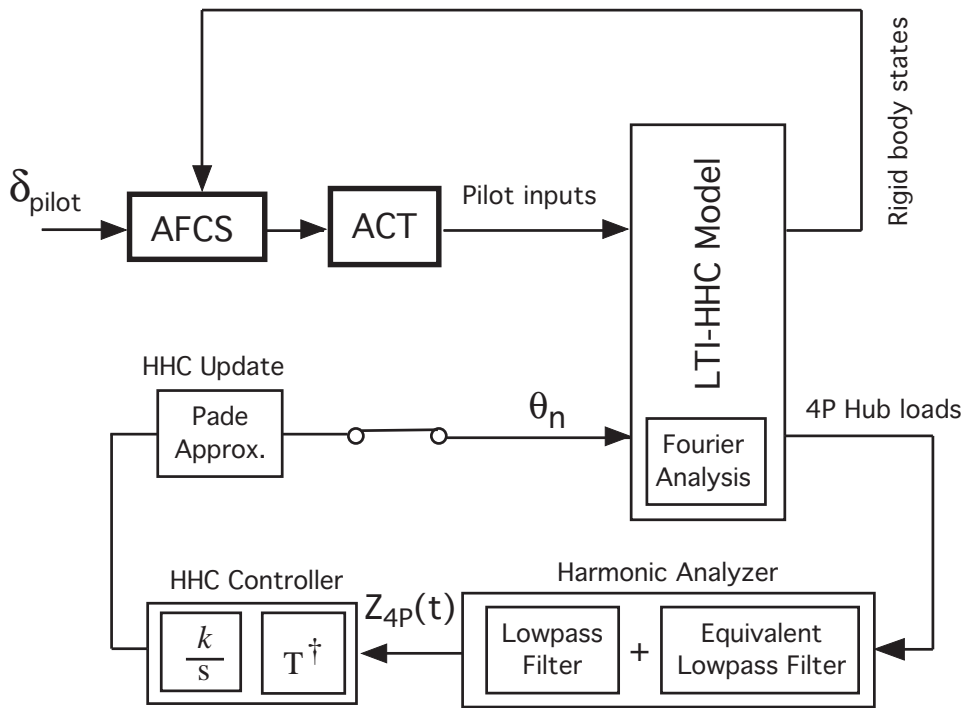 Rigid body states
δpilot
AFCS
ACT
Pilot inputs
LTI-HHC Model
HHC Update
Pade
Approx.
θn
Fourier
Analysis
4P Hub loads
HHC Controller
k
s
T†
Z4P(t)
Harmonic Analyzer
Lowpass
Filter
+
Equivalent
Lowpass Filter